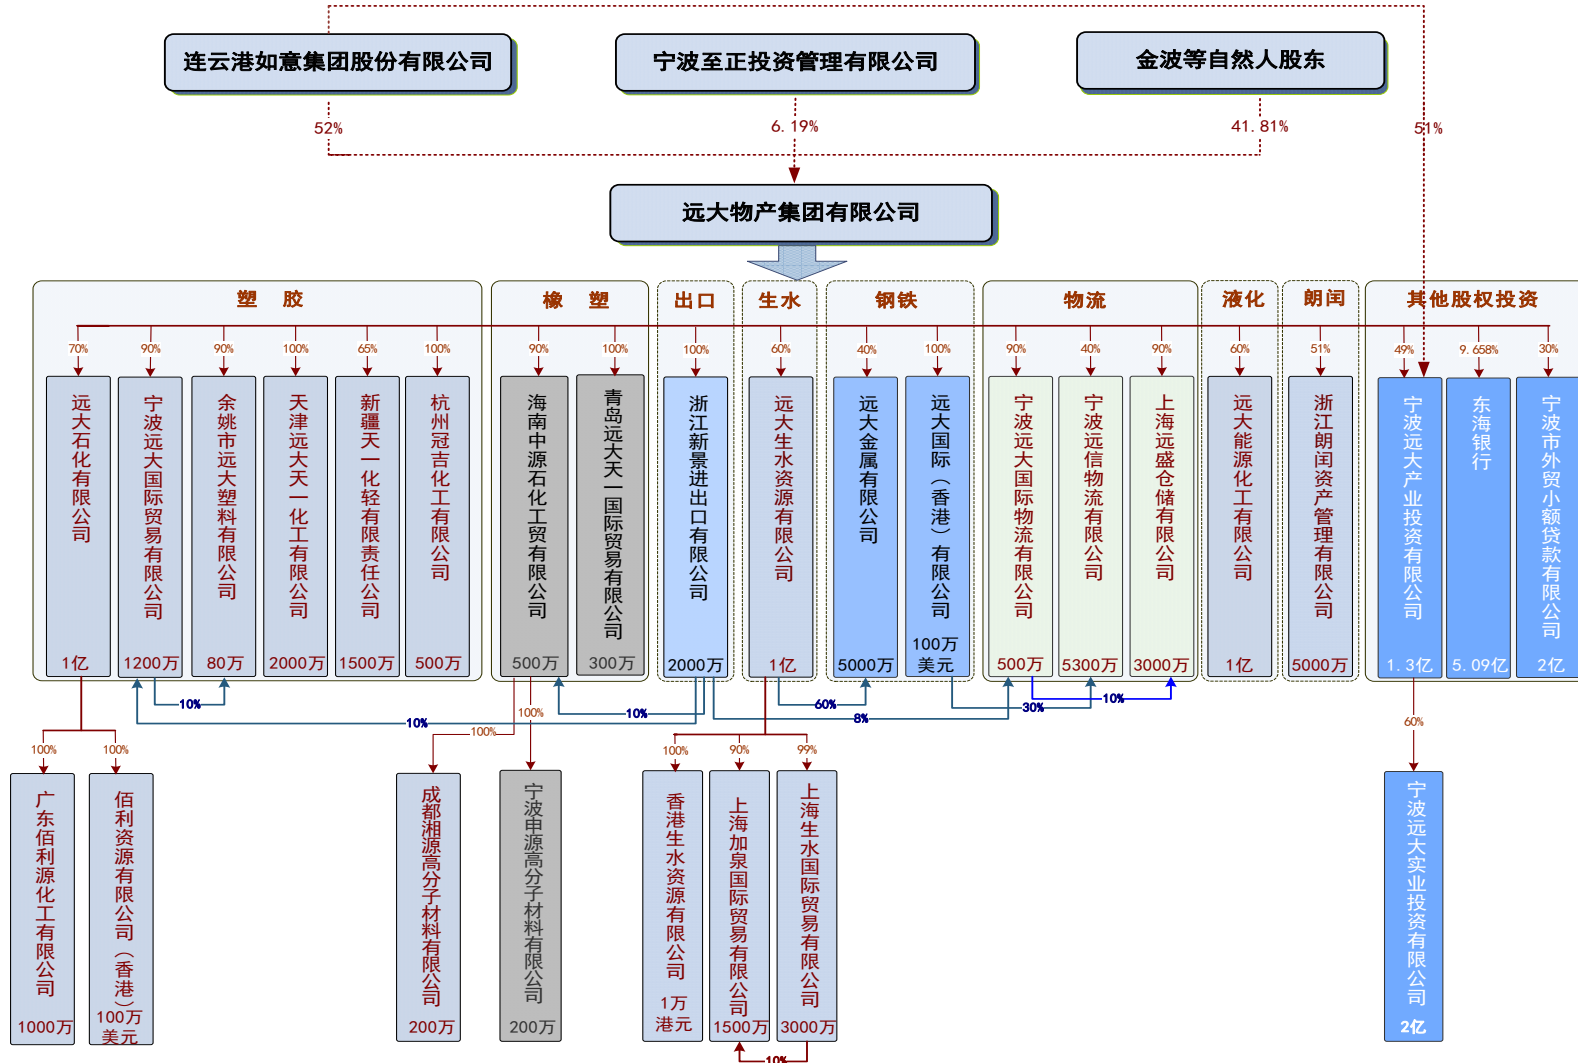 连云港如意集团股份有限公司
宁波至正投资管理有限公司
金波等自然人股东
52%
6.19%
41.81%
51%
远大物产集团有限公司
塑 胶
橡 塑
出口
生水
钢铁
物流
液化
朗闰
其他股权投资
70%
90%
90%
100%
65%
100%
90%
100%
100%
60%
40%
100%
90%
40%
90%
60%
51%
49%
9.658%
30%
远大石化有限公司
1亿
宁波远大国际贸易有限公司
1200万
余姚市远大塑料有限公司
80万
天津远大天一化工有限公司
2000万
新疆天一化轻有限责任公司
1500万
杭州冠吉化工有限公司
500万
海南中源石化工贸有限公司
500万
青岛远大天一国际贸易有限公司
300万
浙江新景进出口有限公司
2000万
远大生水资源有限公司
1亿
远大金属有限公司
5000万
远大国际（香港）有限公司
100万
美元
宁波远大国际物流有限公司
500万
宁波远信物流有限公司
5300万
上海远盛仓储有限公司
3000万
远大能源化工有限公司
1亿
浙江朗闰资产管理有限公司
5000万
宁波远大产业投资有限公司
1.3亿
东海银行
5.09亿
宁波市外贸小额贷款有限公司
2亿
10%
10%
10%
60%
8%
30%
10%
100%
100%
100%
100%
100%
90%
99%
60%
广东佰利源化工有限公司
1000万
佰利资源有限公司（香港）
100万
美元
成都湘源高分子材料有限公司
200万
宁波申源高分子材料有限公司
200万
香港生水资源有限公司
1万
港元
上海加泉国际贸易有限公司
1500万
上海生水国际贸易有限公司
3000万
宁波远大实业投资有限公司
2亿
10%